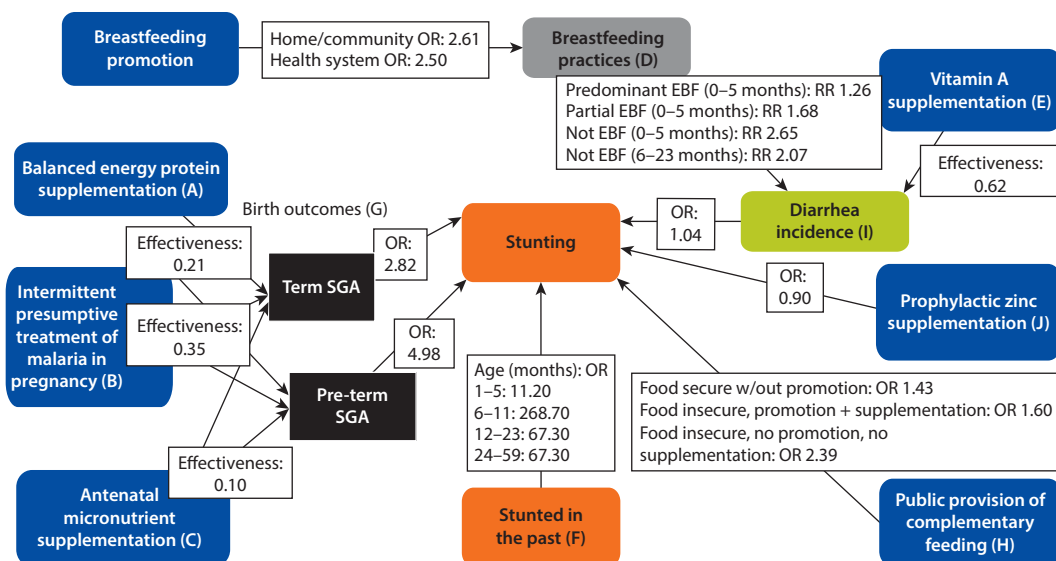 Breastfeeding
promotion
Home/community OR: 2.61
Health system OR: 2.50
Breastfeeding
practices (D)
Predominant EBF (0–5 months): RR 1.26
Partial EBF (0–5 months): RR 1.68
Not EBF (0–5 months): RR 2.65
Not EBF (6–23 months): RR 2.07
Vitamin A
supplementation (E)
Effectiveness:
0.62
Balanced energy protein
supplementation (A)
Birth outcomes (G)
Effectiveness:
0.21
OR:
2.82
Stunting
OR:
1.04
Diarrhea
incidence (I)
Term SGA
Intermittent
presumptive
treatment of
malaria in
pregnancy (B)
Effectiveness:
0.35
OR:
4.98
OR:
0.90
Prophylactic zinc
supplementation (J)
Pre-term
SGA
Age (months): OR
1–5: 11.20
6–11: 268.70
12–23: 67.30
24–59: 67.30
Food secure w/out promotion: OR 1.43
Food insecure, promotion + supplementation: OR 1.60
Food insecure, no promotion, no
supplementation: OR 2.39
Effectiveness:
0.10
Antenatal
micronutrient
supplementation (C)
Stunted in
the past (F)
Public provision of
complementary
feeding (H)